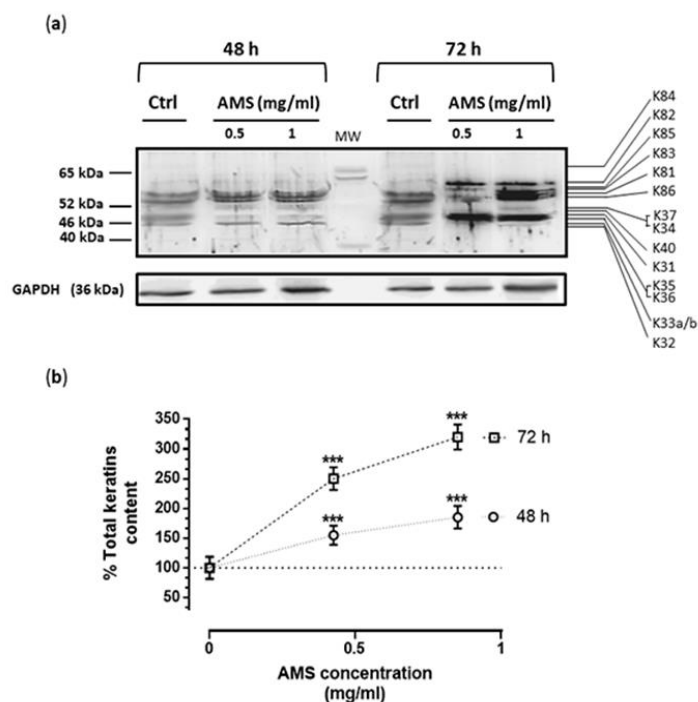 (a)
48 h 72 h
Ctrl AMS (mg/ml) Ctrl AMS (mg/ml)
0.5 1 MW 0.5 1
65 kDa
52 kDa
46 kDa
40 kDa
K84
K82
K85
K83
K81
K86
K37
K34
K40
K31
K35
K36
K33a/b
K32
GAPDH (36 kDa)
(b)
% Total keratins
content
350
300
250
200
150
100
50
*** *** 72 h
*** *** 48 h
0 0.5 1
AMS concentration
(mg/ml)